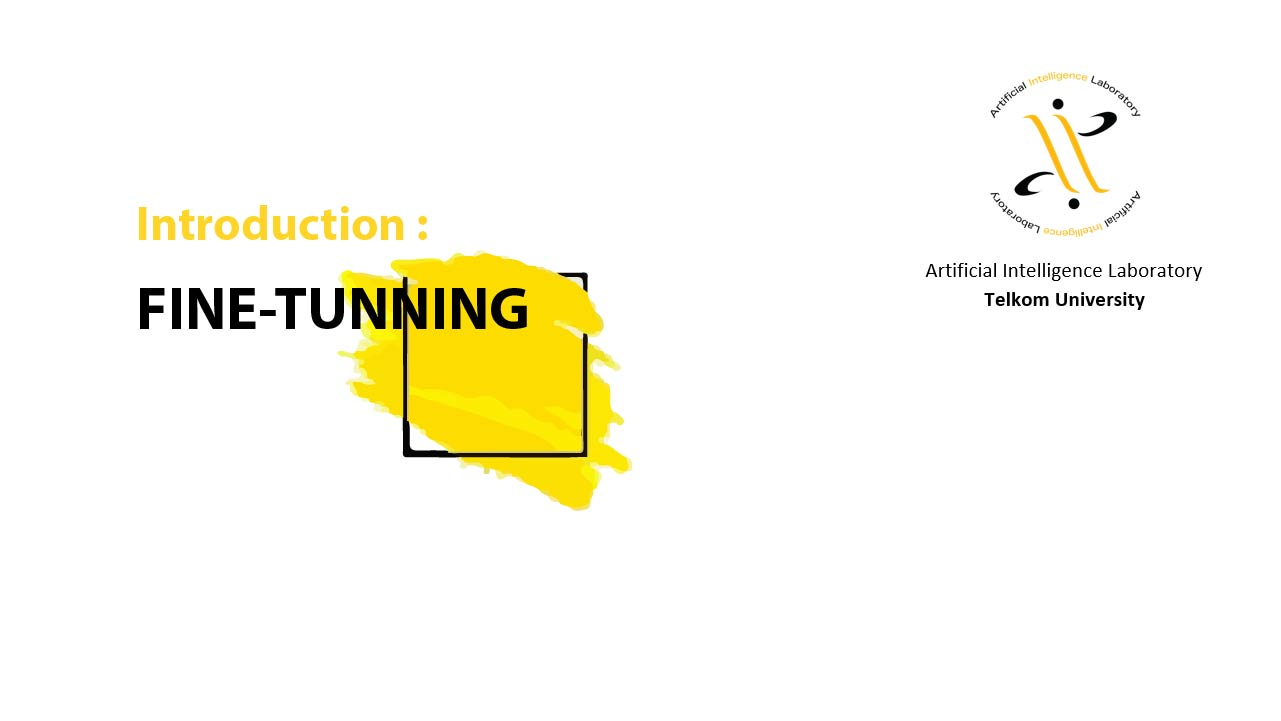 Introduction :
FINE-TUNNING
Artificial Intelligence Laboratory
Artificial Intelligence Laboratory
Artificial Intelligence Laboratory
Telkom University